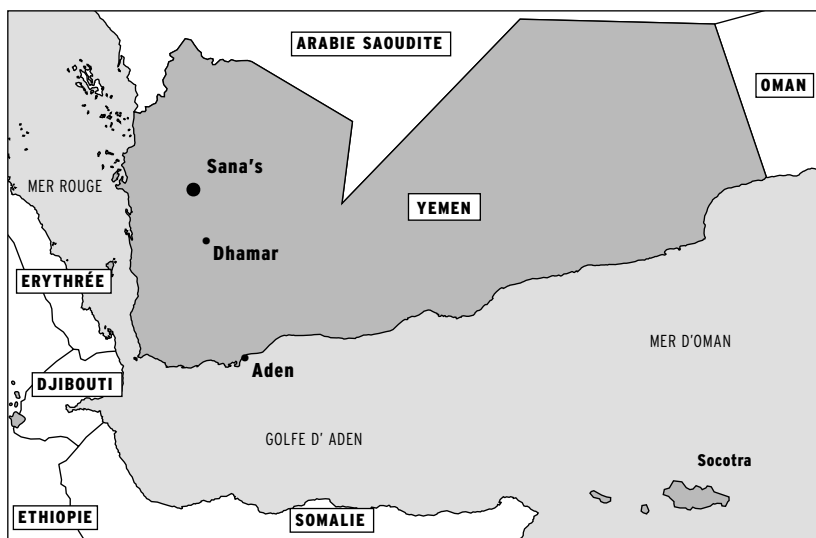 ARABIE SAOUDITE
OMAN
Sana's
MER ROUGE
YEMEN
Dhamar
ERYTHRÉE
MER D'OMAN
Aden
DJIBOUTI
GOLFE D' ADEN
Socotra
ETHIOPIE
SOMALIE